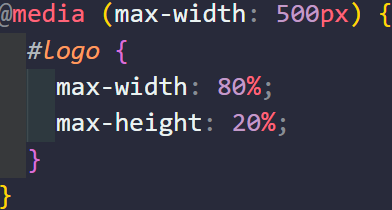 @media (max-width: 500px) {
#logo {
max-width: 80%;
max-height: 20%;
}
}